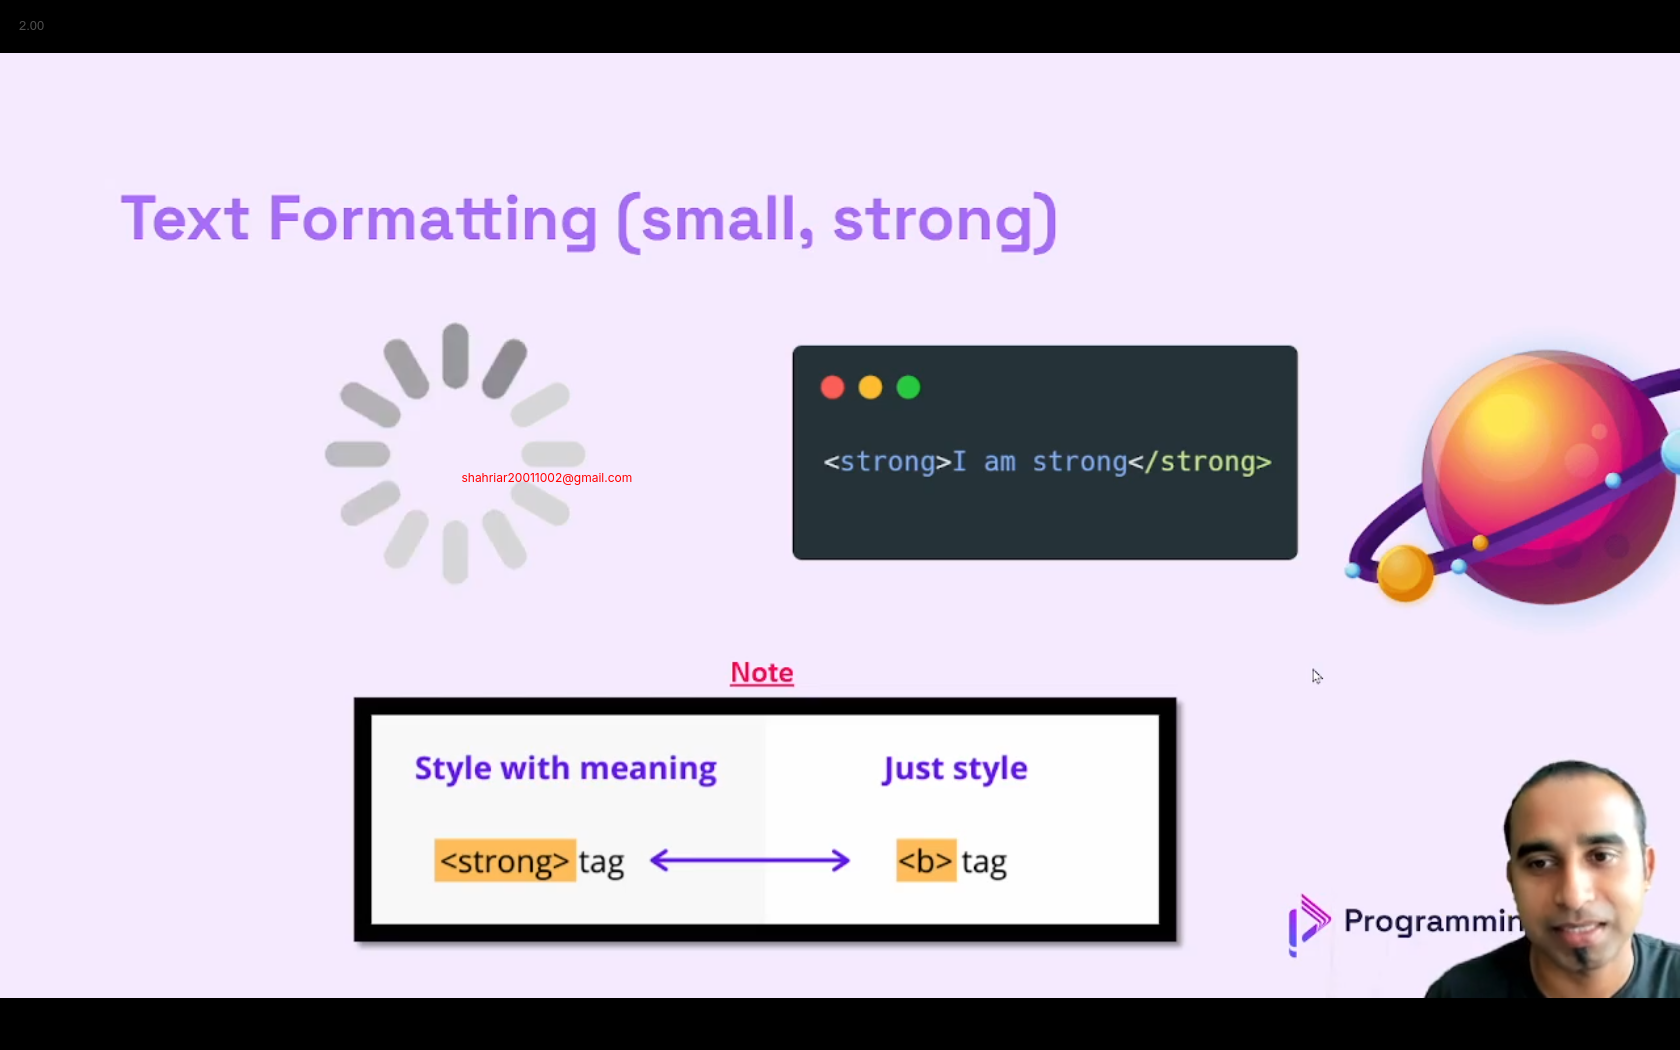 2.00
Text Formatting (small, strong)
<strong>I am strong</strong>
shahriar20011002@gmail.com
Note
Style with meaning
Just style
<strong> tag
<b> tag